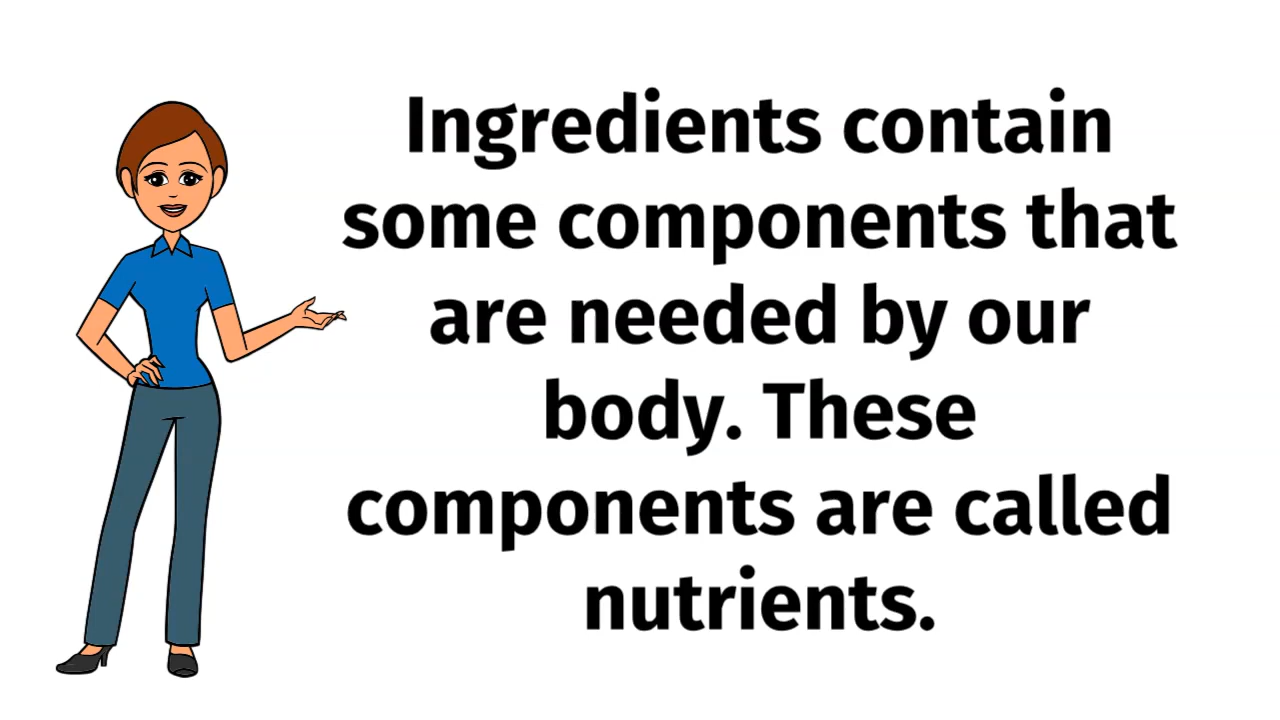 Ingredients contain
some components that
are needed by our
body. These
components are called
nutrients.